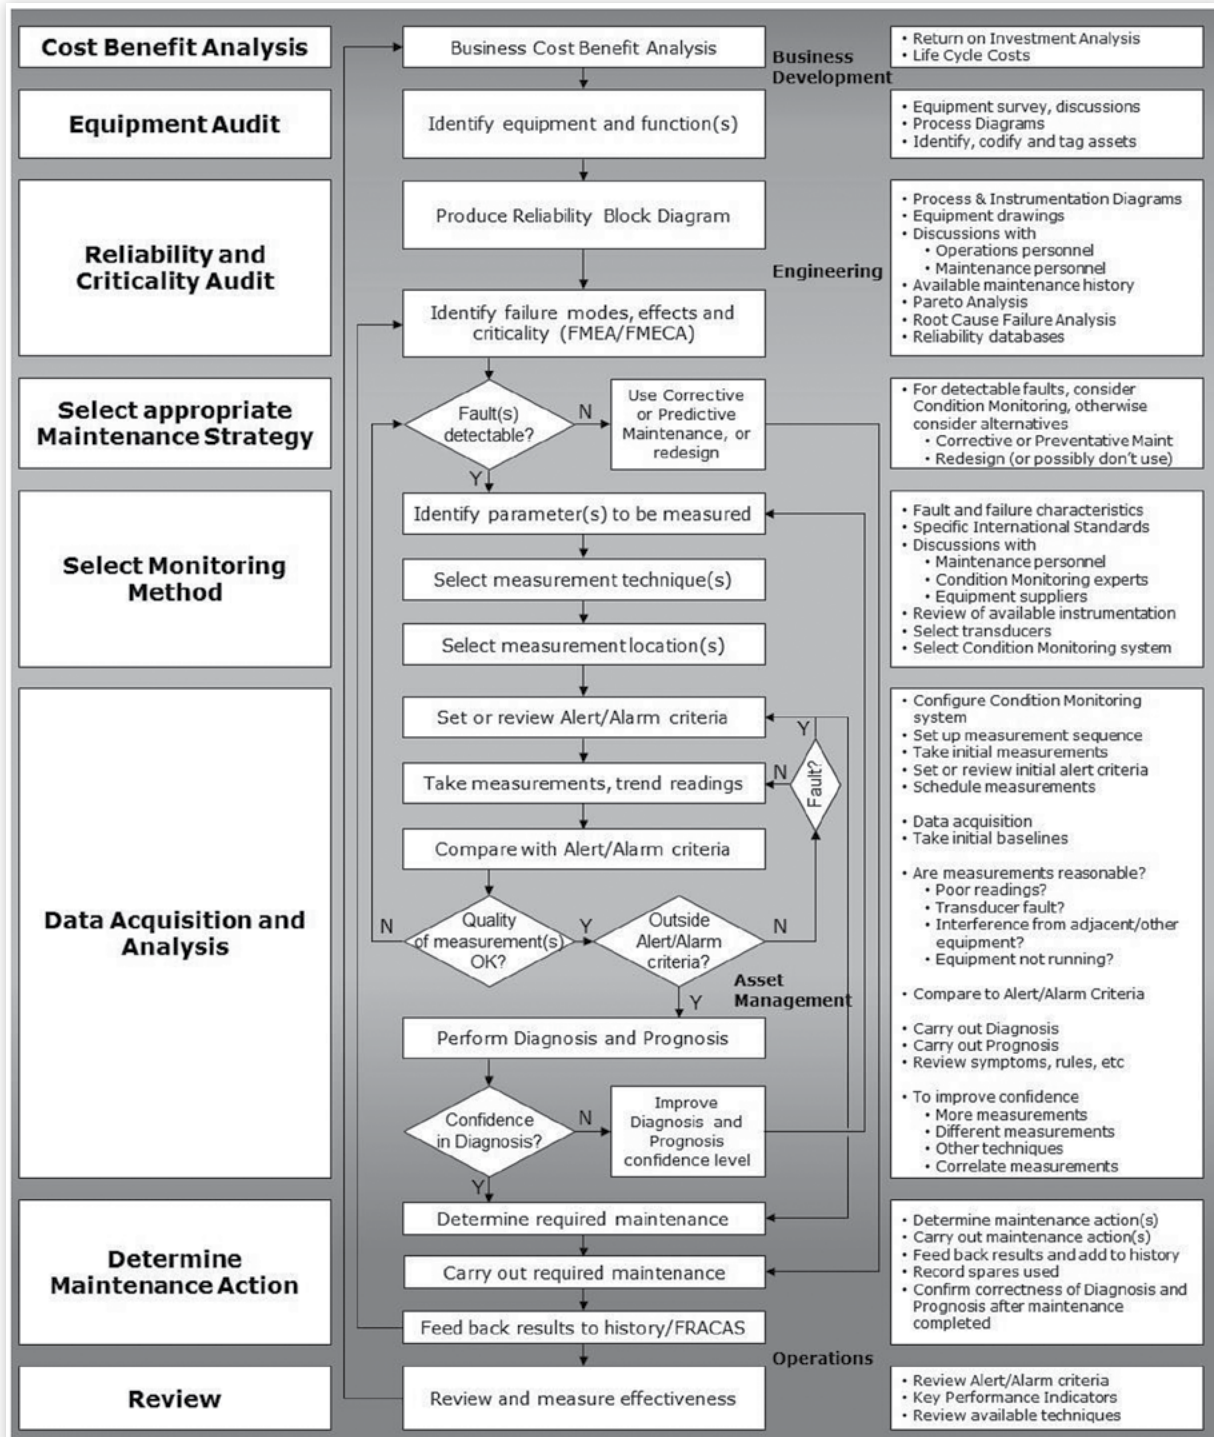 Cost Benefit Analysis
Business Cost Benefit Analysis
Business
Development
• Return on Investment Analysis
• Life Cycle Costs
Equipment Audit
Identify equipment and function(s)
• Equipment survey, discussions
• Process Diagrams
• Identify, codify and tag assets
Reliability and
Criticality Audit
Produce Reliability Block Diagram
Engineering
Identify failure modes, effects and
criticality (FMEA/FMECA)
• Process & Instrumentation Diagrams
• Equipment drawings
• Discussions with
• Operations personnel
• Maintenance personnel
• Available maintenance history
• Pareto Analysis
• Root Cause Failure Analysis
• Reliability databases
Select appropriate
Maintenance Strategy
Fault(s)
detectable?
N
Y
Use Corrective
or Predictive
Maintenance, or
redesign
• For detectable faults, consider
Condition Monitoring, otherwise
consider alternatives
• Corrective or Preventative Maint
• Redesign (or possibly don't use)
Select Monitoring
Method
Identify parameter(s) to be measured
Select measurement technique(s)
Select measurement location(s)
• Fault and failure characteristics
• Specific International Standards
• Discussions with
• Maintenance personnel
• Condition Monitoring experts
• Equipment suppliers
• Review of available instrumentation
• Select transducers
• Select Condition Monitoring system
Data Acquisition and
Analysis
Set or review Alert/Alarm criteria
Y
Take measurements, trend readings
N
Fault?
Compare with Alert/Alarm criteria
N
Quality
of measurement(s)
OK?
Y
Outside
Alert/Alarm
criteria?
N
Y
Asset
Management
Perform Diagnosis and Prognosis
Confidence
in Diagnosis?
N
Y
Improve
Diagnosis and
Prognosis
confidence level
• Configure Condition Monitoring
system
• Set up measurement sequence
• Take initial measurements
• Set or review initial alert criteria
• Schedule measurements
• Data acquisition
• Take initial baselines
• Are measurements reasonable?
• Poor readings?
• Transducer fault?
• Interference from adjacent/other
equipment?
• Equipment not running?
• Compare to Alert/Alarm Criteria
• Carry out Diagnosis
• Carry out Prognosis
• Review symptoms, rules, etc
• To improve confidence
• More measurements
• Different measurements
• Other techniques
• Correlate measurements
Determine
Maintenance Action
Determine required maintenance
Carry out required maintenance
Feed back results to history/FRACAS
• Determine maintenance action(s)
• Carry out maintenance action(s)
• Feed back results and add to history
• Record spares used
• Confirm correctness of Diagnosis and
Prognosis after maintenance
completed
Operations
Review
Review and measure effectiveness
• Review Alert/Alarm criteria
• Key Performance Indicators
• Review available techniques